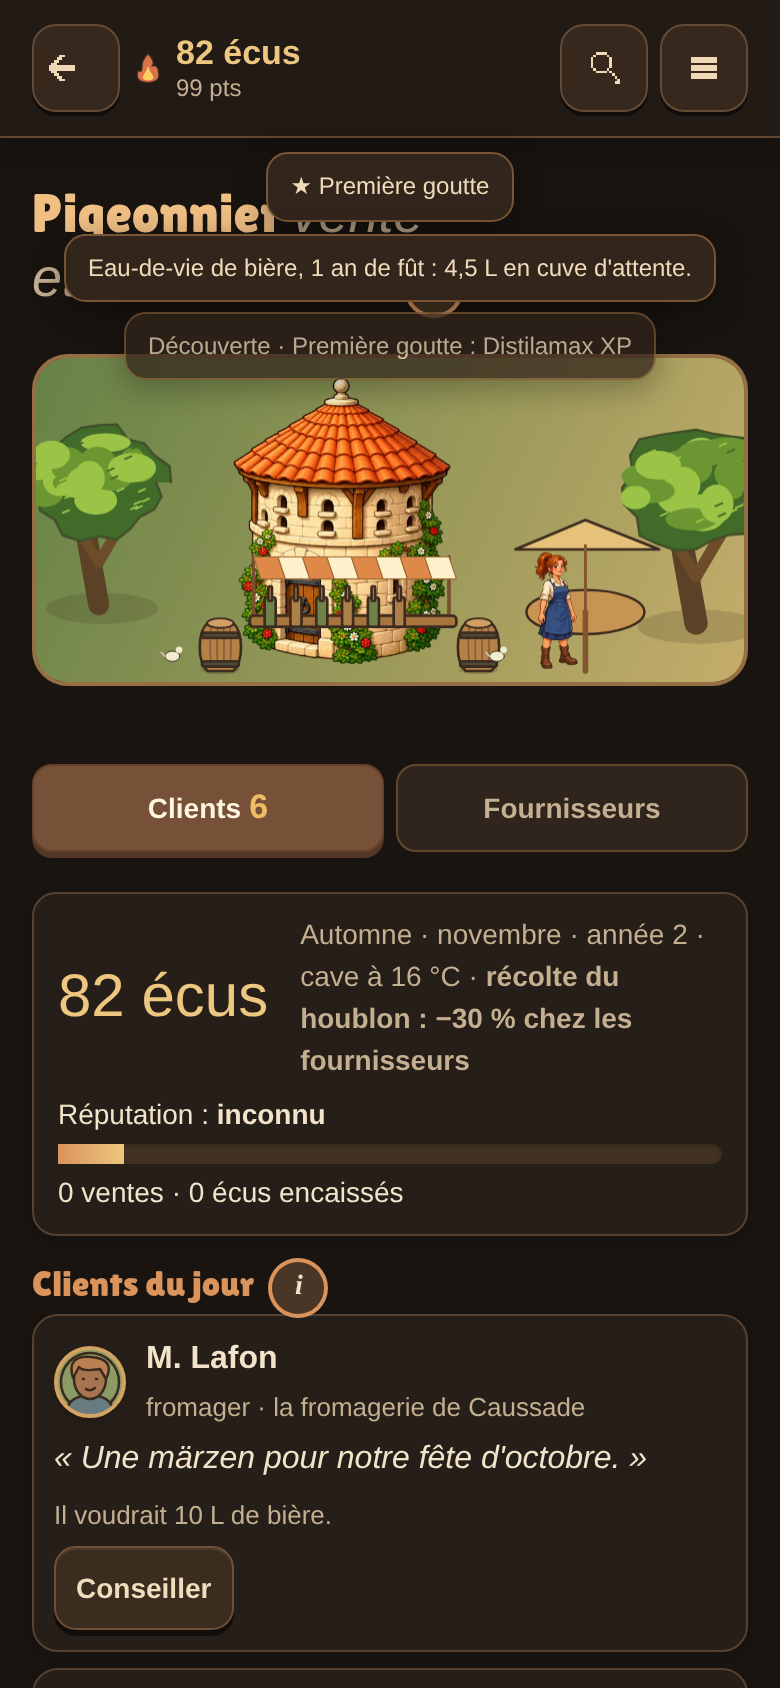 82 écus
99 pts
★ Première goutte
Pigeonnier vente
Eau-de-vie de bière, 1 an de fût : 4,5 L en cuve d'attente.
Découverte · Première goutte : Distilamax XP
Clients 6
Fournisseurs
82 écus
Automne · novembre · année 2 ·
cave à 16 °C · récolte du
houblon : −30 % chez les
fournisseurs
Réputation : inconnu
0 ventes · 0 écus encaissés
Clients du jour i
M. Lafon
fromager · la fromagerie de Caussade
« Une märzen pour notre fête d'octobre. »
Il voudrait 10 L de bière.
Conseiller